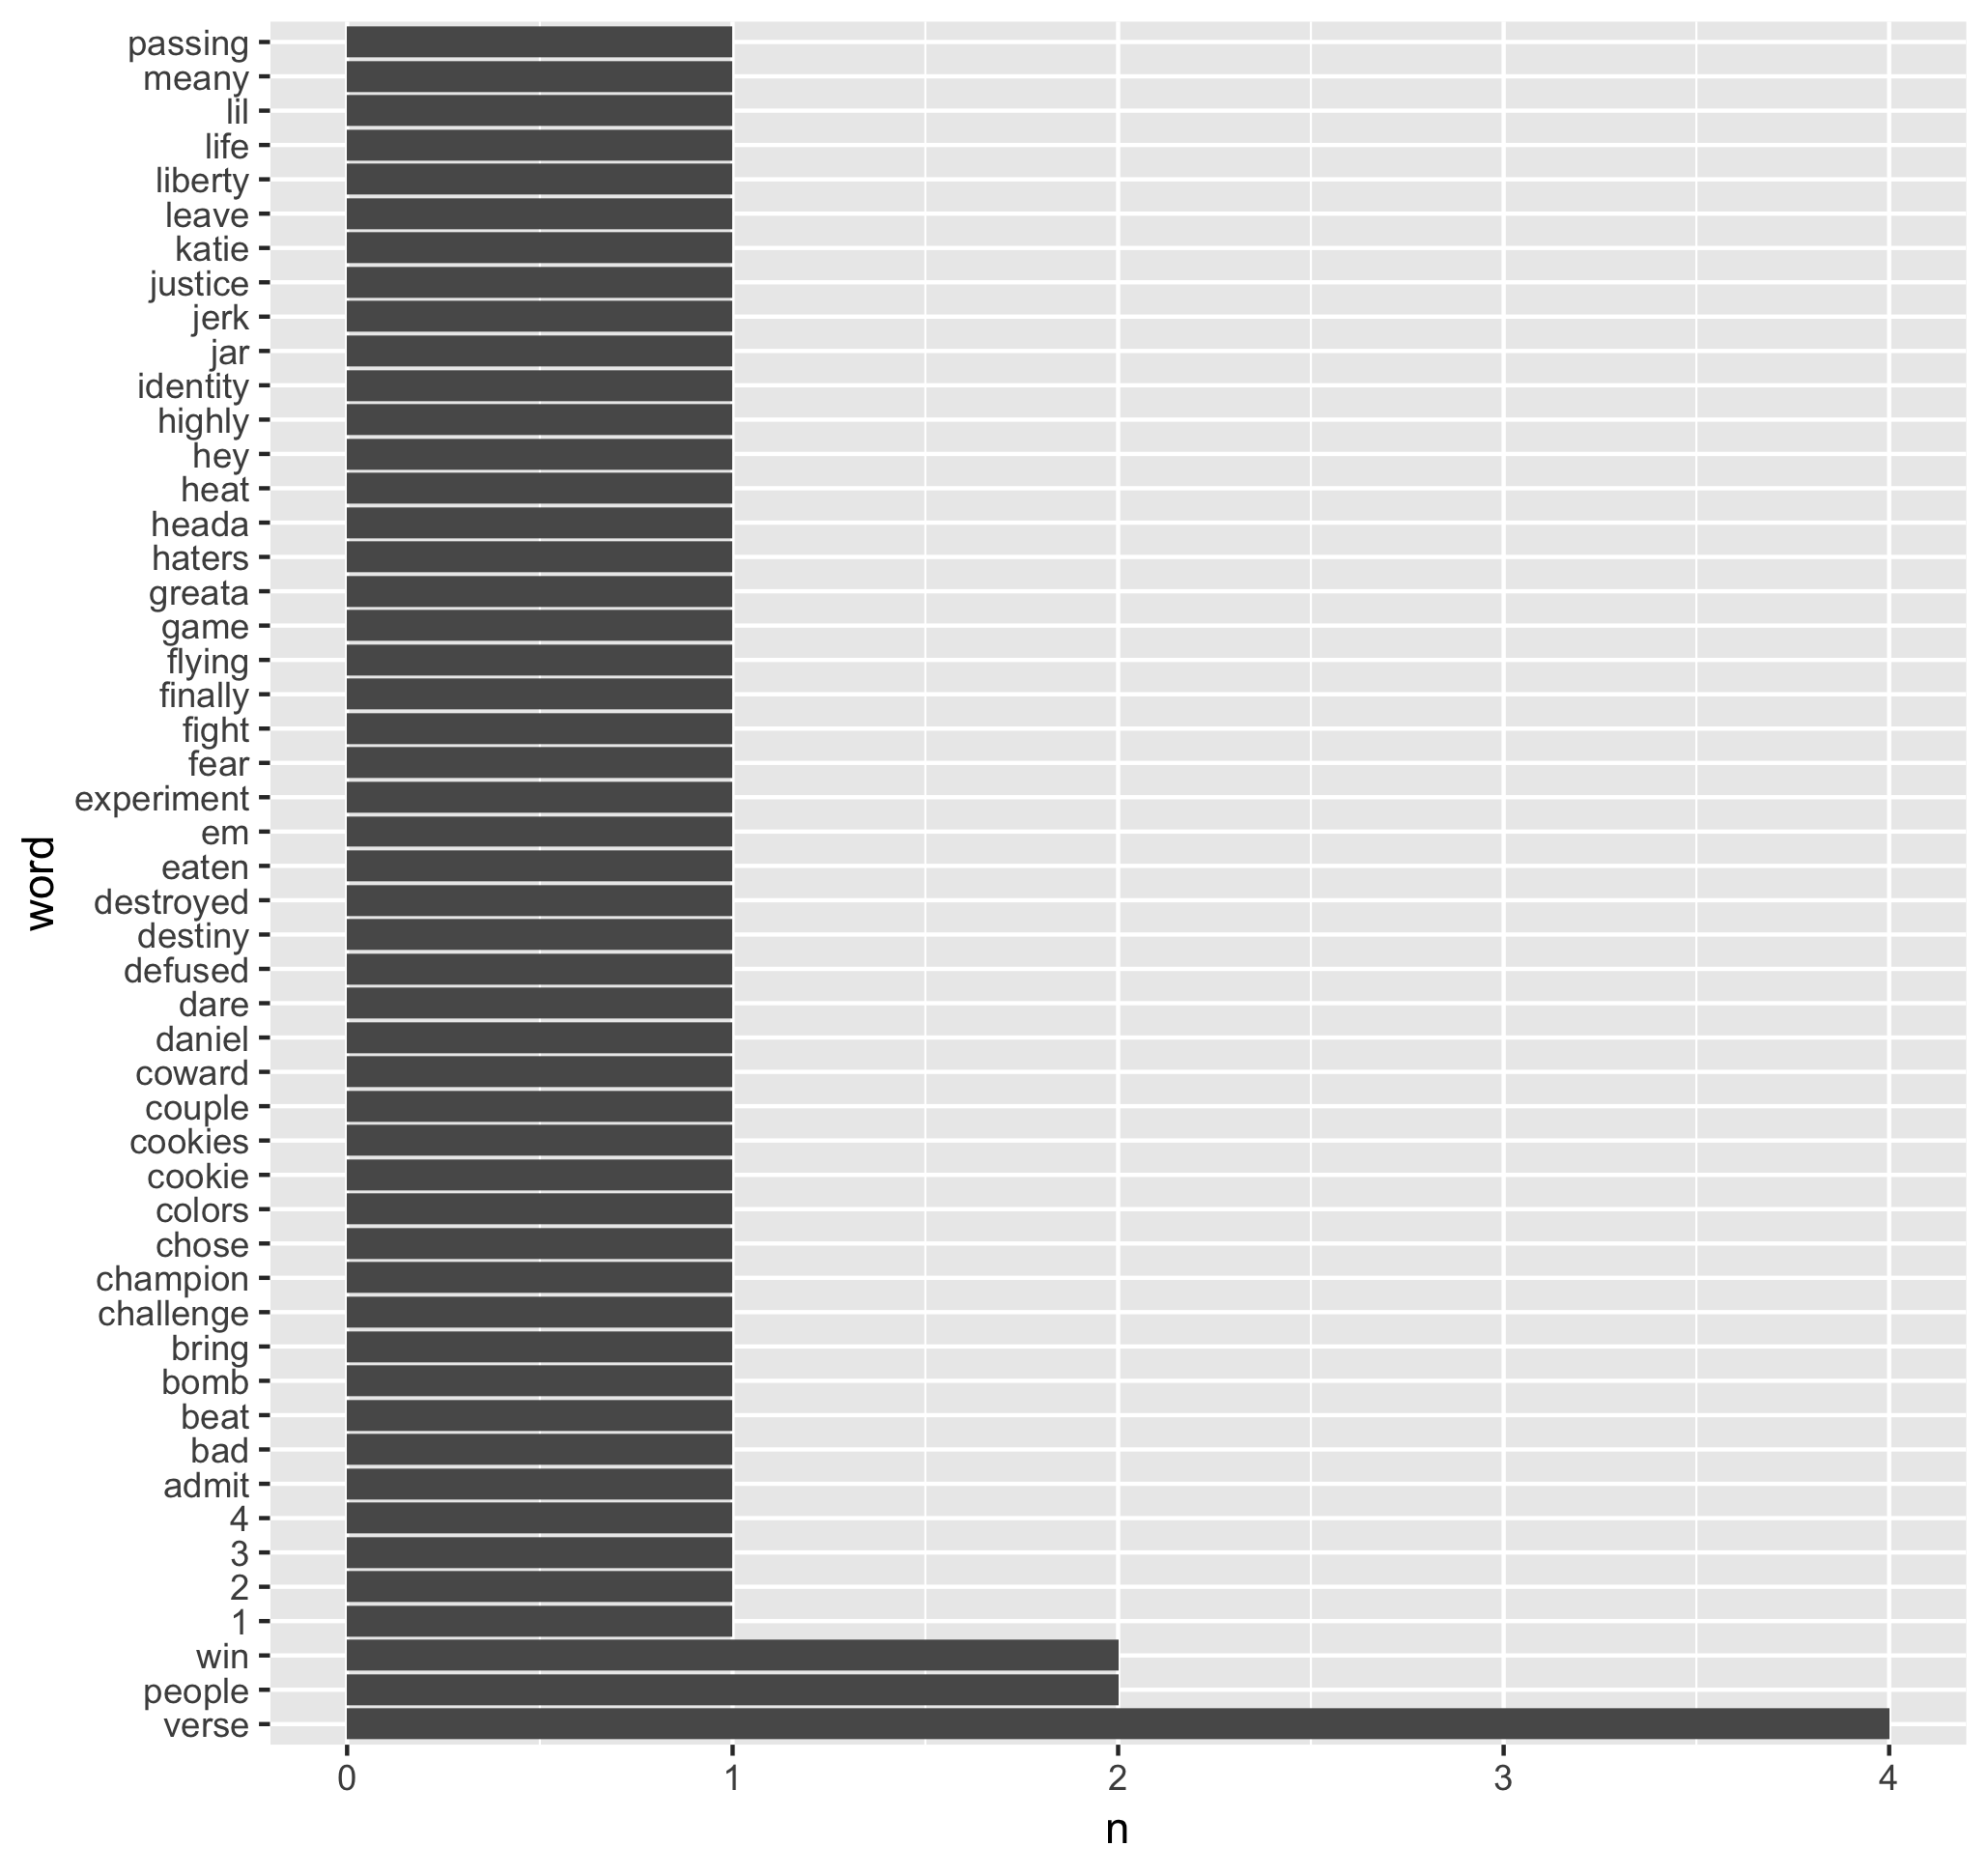 passing
meany
lil
life
liberty
leave
katie
justice
jerk
jar
identity
highly
hey
heat
heada
haters
greata
game
flying
finally
fight
fear
experiment
em
eaten
destroyed
destiny
defused
dare
daniel
coward
couple
cookies
cookie
colors
chose
champion
challenge
bring
bomb
beat
bad
admit
4
3
2
1
win
people
verse
word
0 1 2 3 4
n